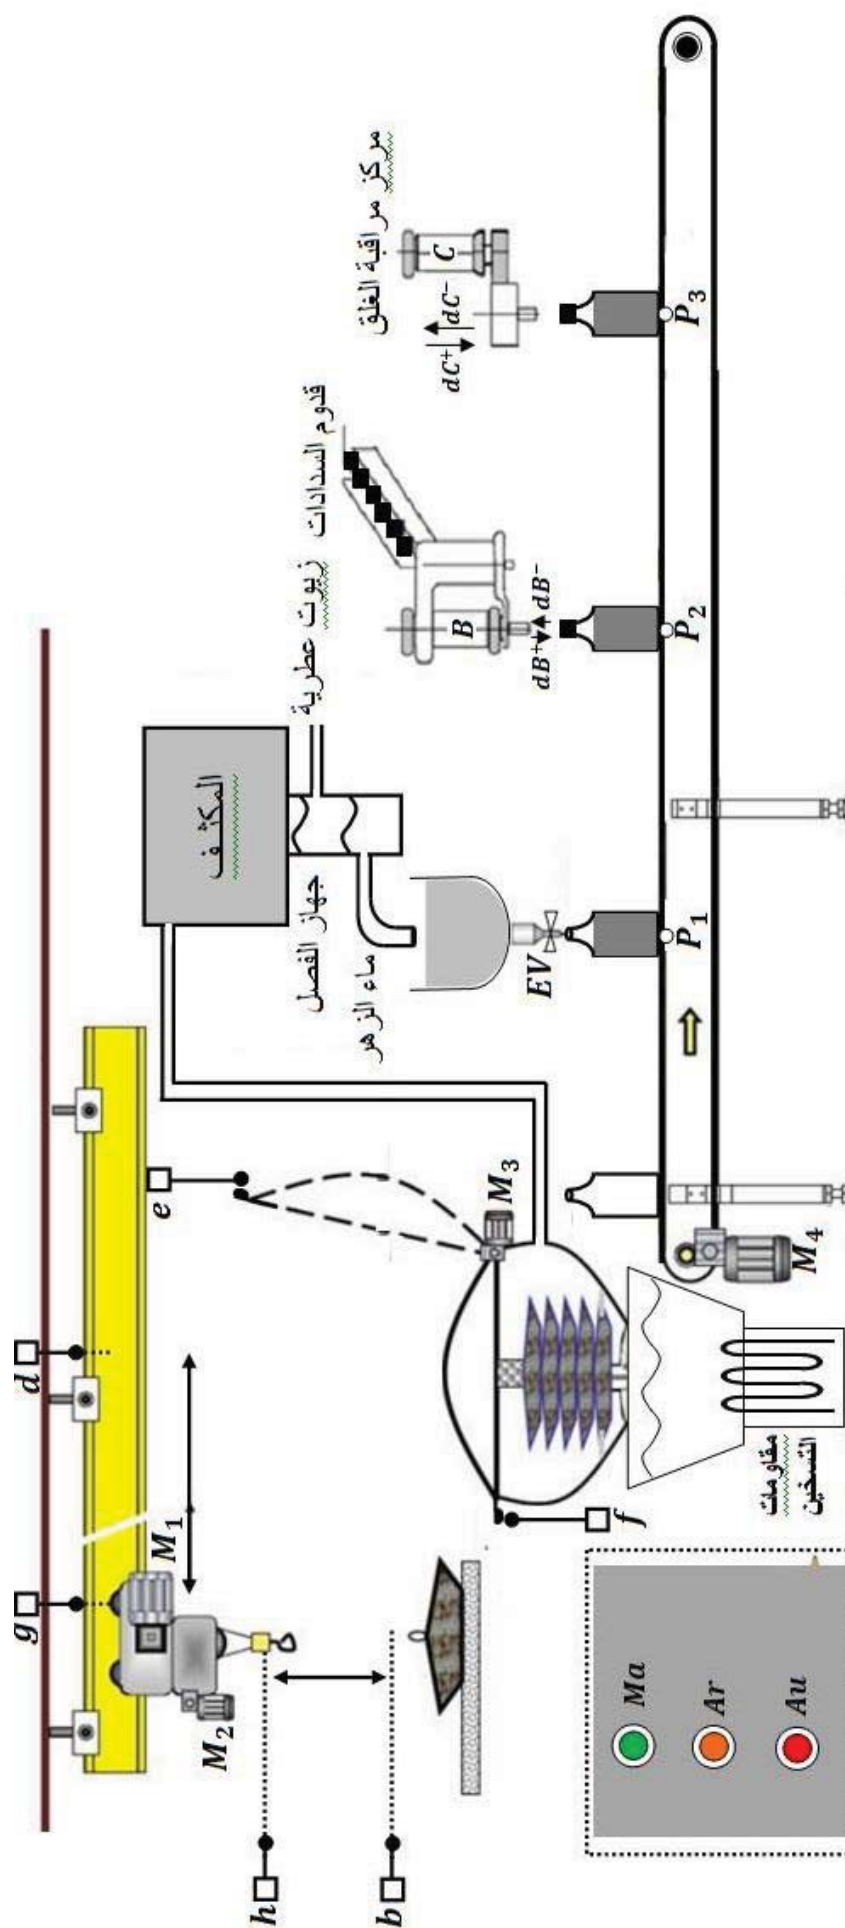 g
d
M₁
M₂
h
b
e
f
M₃
المكثف
جهاز الفصل
زيوت عطرية
ماء الزهر
EV
قدوم السدادات
B
dB⁺
dB⁻
مركز مراقبة الغلق
C
dC⁺
dC⁻
P₁
P₂
P₃
M₄
مقاومات
التسخين
Ma
Ar
Au